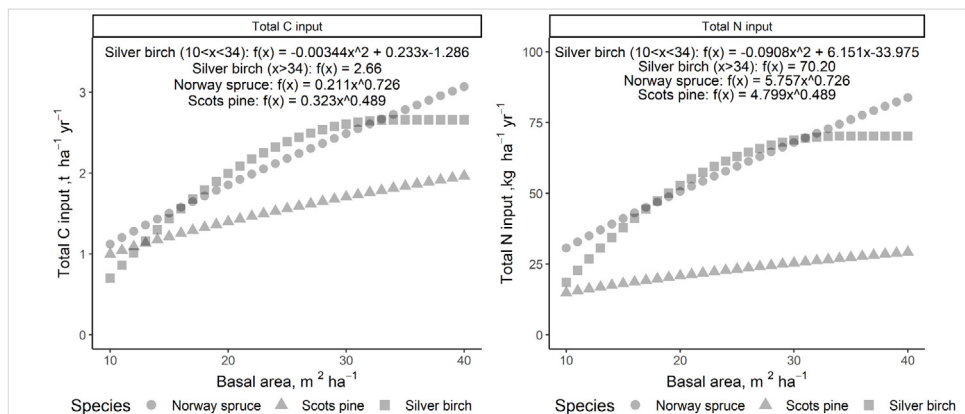 Total C input
Silver birch (10<x<34): f(x) = -0.00344x^2 + 0.233x-1.286
Silver birch (x>34): f(x) = 2.66
Norway spruce: f(x) = 0.211x^0.726
Scots pine: f(x) = 0.323x^0.489
Total C input ,t ha⁻¹ yr⁻¹
3
2
1
0
10 20 30 40
Basal area, m² ha⁻¹
Species Norway spruce Scots pine Silver birch
Total N input
Silver birch (10<x<34): f(x) = -0.0908x^2 + 6.151x-33.975
Silver birch (x>34): f(x) = 70.20
Norway spruce: f(x) = 5.757x^0.726
Scots pine: f(x) = 4.799x^0.489
Total N input ,kg ha⁻¹ yr⁻¹
100
75
50
25
0
10 20 30 40
Basal area, m² ha⁻¹
Species Norway spruce Scots pine Silver birch